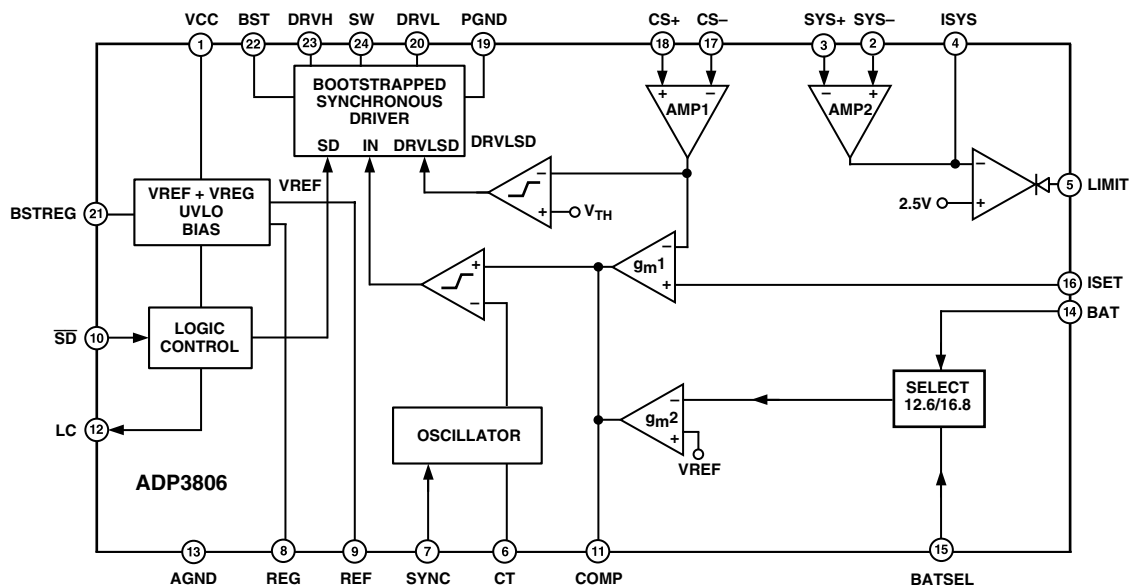 VCC BST DRVH SW DRVL PGND CS+ CS– SYS+ SYS– ISYS
1 22 23 24 20 19 18 17 3 2 4
BOOTSTRAPPED
SYNCHRONOUS
DRIVER
SD IN DRVLSD
DRVLSD
+ –
AMP1
– +
AMP2
–
+
2.5V
5 LIMIT
–
+
VTH
VREF + VREG
UVLO
BIAS
VREF
BSTREG 21
+
–
–
gm1
+
16 ISET
14 BAT
SD 10
LOGIC
CONTROL
SELECT
12.6/16.8
–
gm2
+
VREF
LC 12
OSCILLATOR
ADP3806
13 8 9 7 6 11 15
AGND REG REF SYNC CT COMP BATSEL